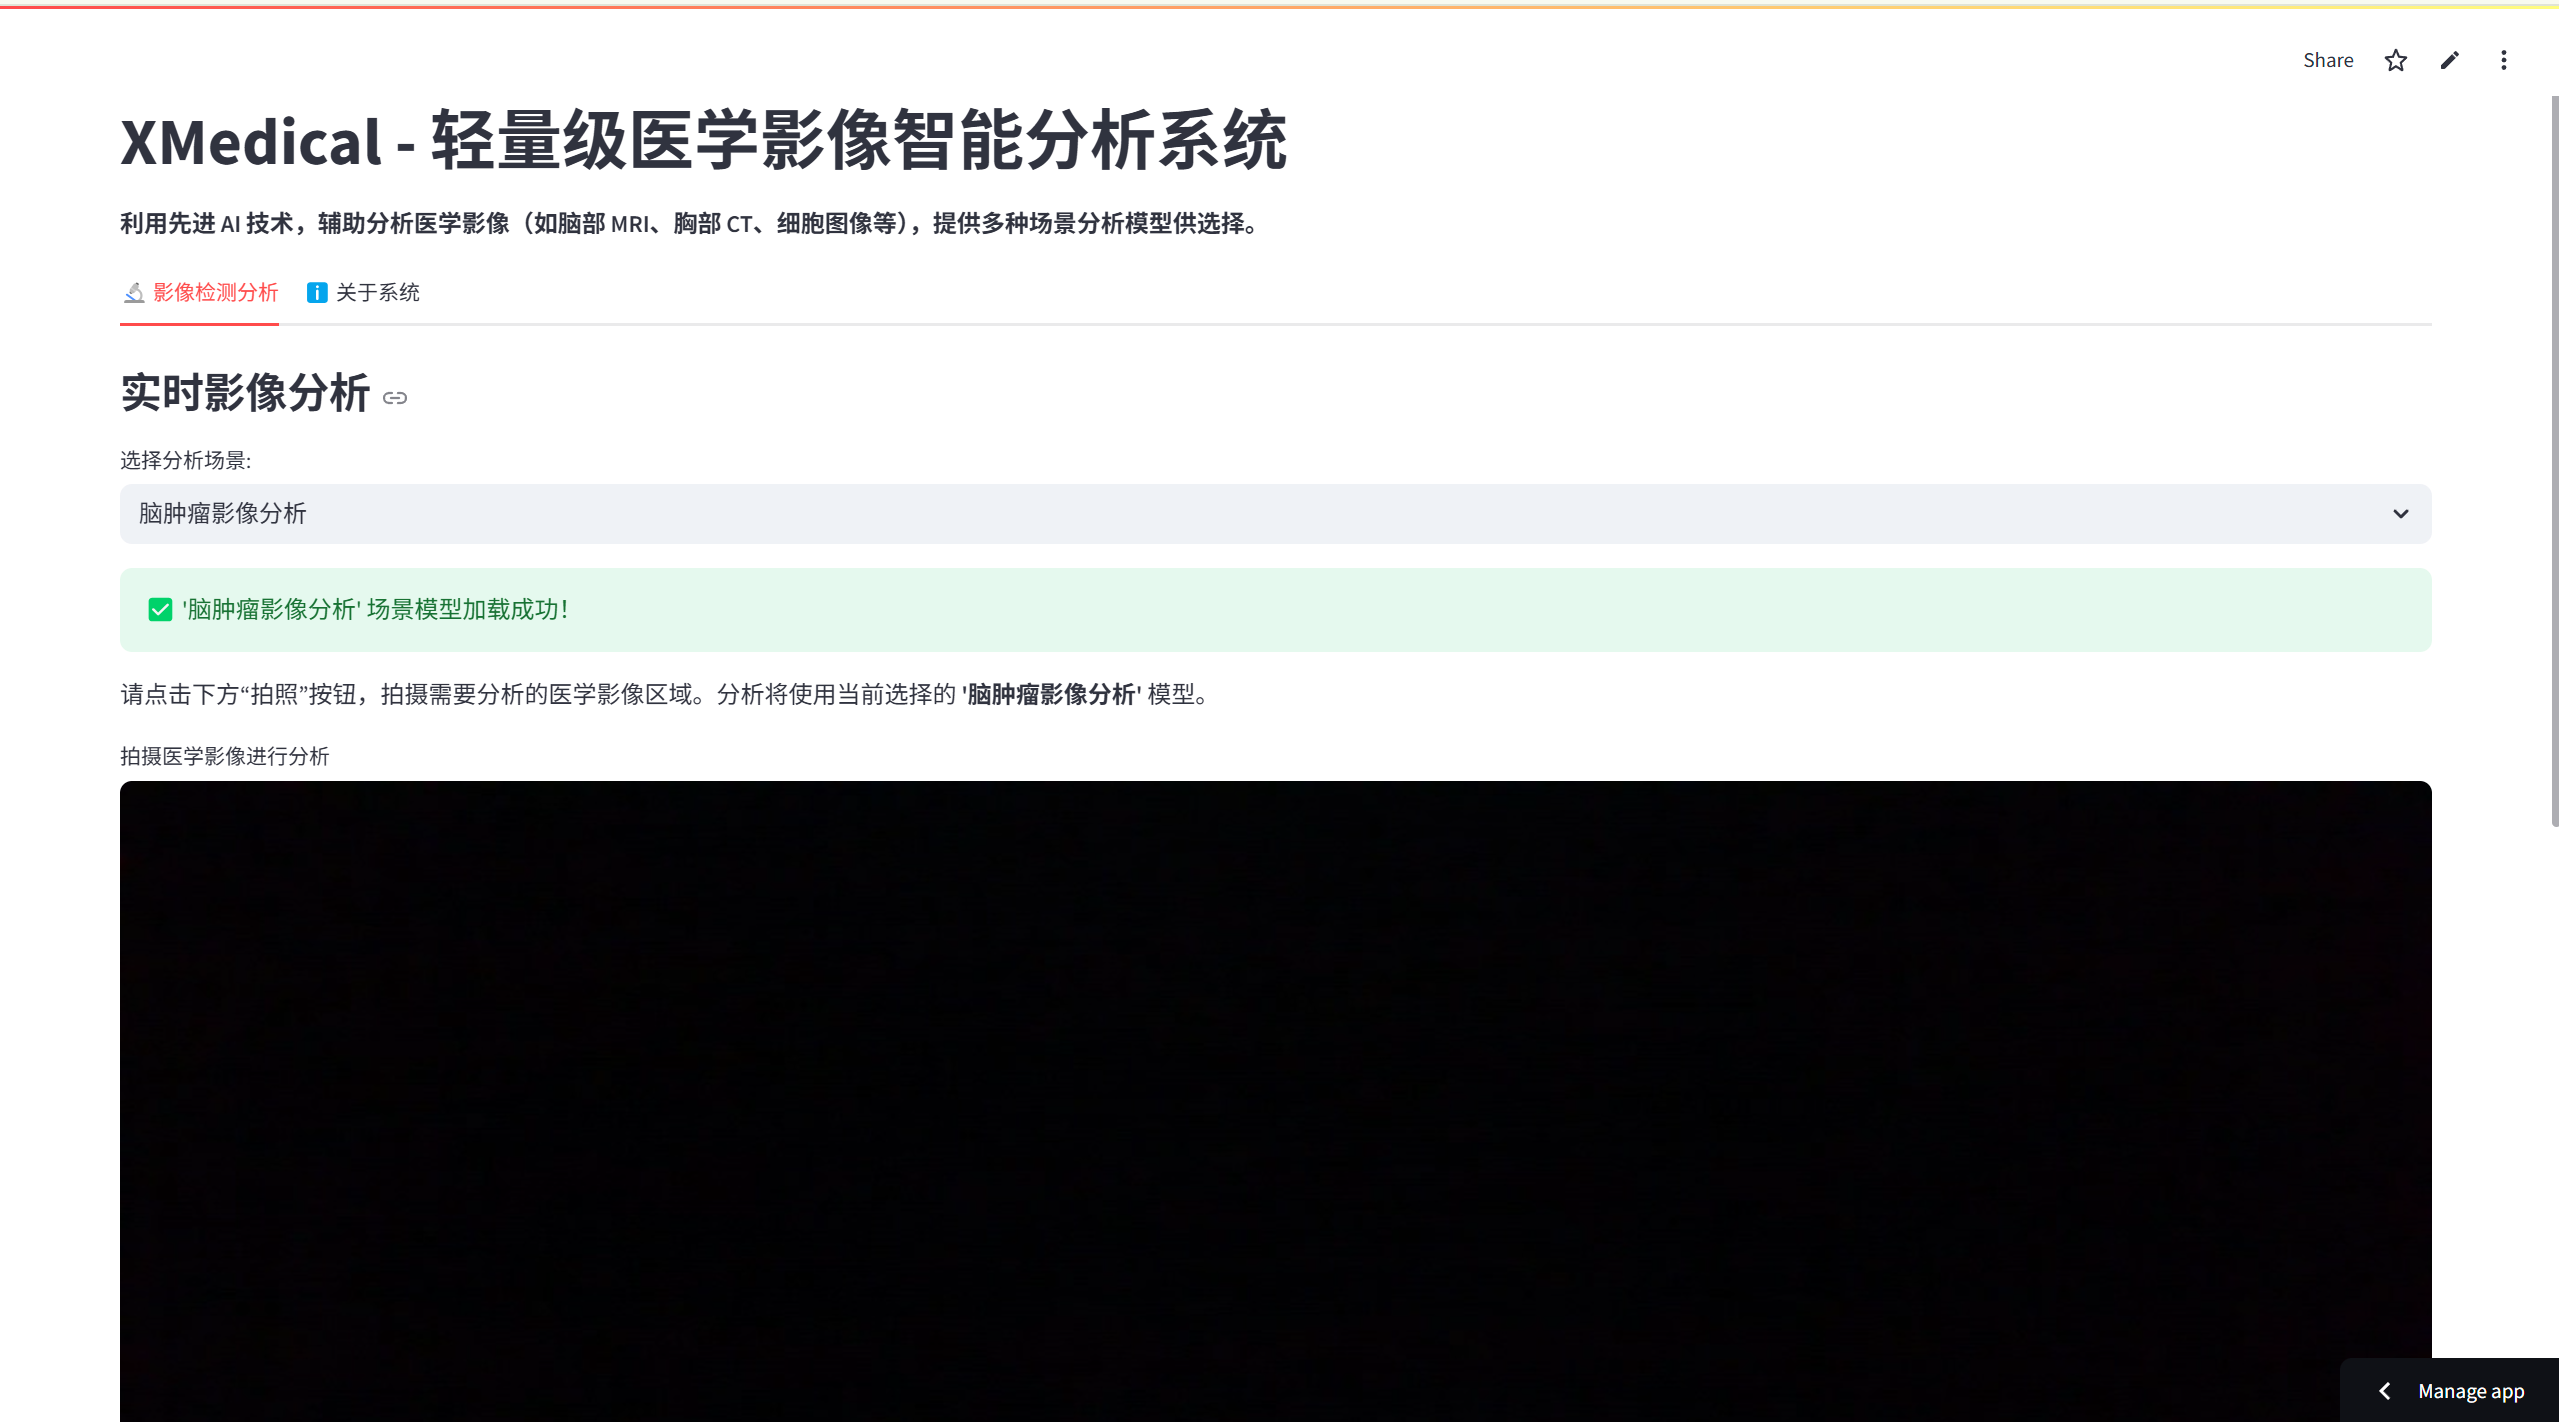 Share
XMedical - 轻量级医学影像智能分析系统
利用先进 AI 技术，辅助分析医学影像（如脑部 MRI、胸部 CT、细胞图像等），提供多种场景分析模型供选择。
影像检测分析 关于系统
实时影像分析
选择分析场景:
脑肿瘤影像分析
'脑肿瘤影像分析' 场景模型加载成功！
请点击下方“拍照”按钮，拍摄需要分析的医学影像区域。分析将使用当前选择的 '脑肿瘤影像分析' 模型。
拍摄医学影像进行分析
Manage app